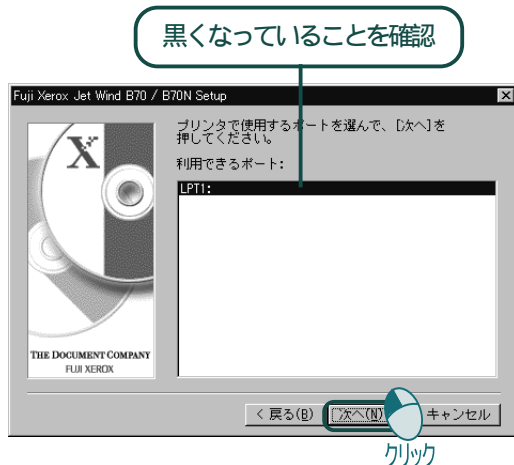 黒くなっていることを確認
Fuji Xerox Jet Wind B70 / B70N Setup
プリンタで使用するポートを選んで、[次へ]を
押してください。
利用できるポート:
LPT1:
X
THE DOCUMENT COMPANY
FUJI XEROX
< 戻る(B)
次へ(N)
キャンセル
クリック